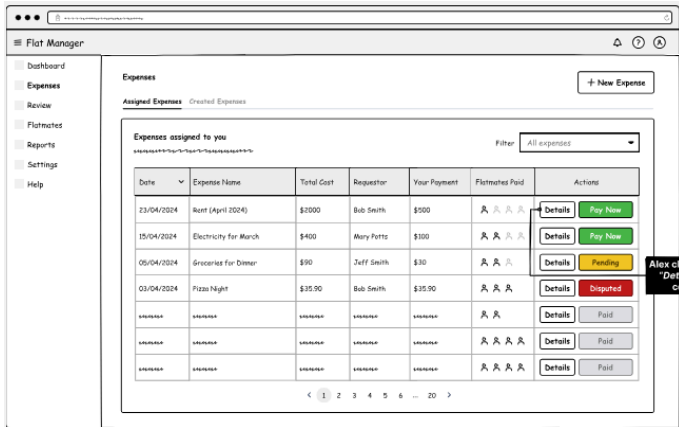 Flat Manager
Dashboard
Expenses
Review
Flatmates
Reports
Settings
Help
Expenses
+ New Expense
Assigned Expenses Created Expenses
Expenses assigned to you
Filter All expenses
Date Expense Name Total Cost Requestor Your Payment Flatmates Paid Actions
23/04/2024 Rent (April 2024) $2000 Bob Smith $500 Details Pay Now
15/04/2024 Electricity for March $400 Mary Potts $100 Details Pay Now
05/04/2024 Groceries for Dinner $90 Jeff Smith $30 Details Pending
03/04/2024 Pizza Night $35.90 Bob Smith $35.90 Details Disputed
Details Paid
Details Paid
Details Paid
Alex
< 1 2 3 4 5 6 ... 20 >